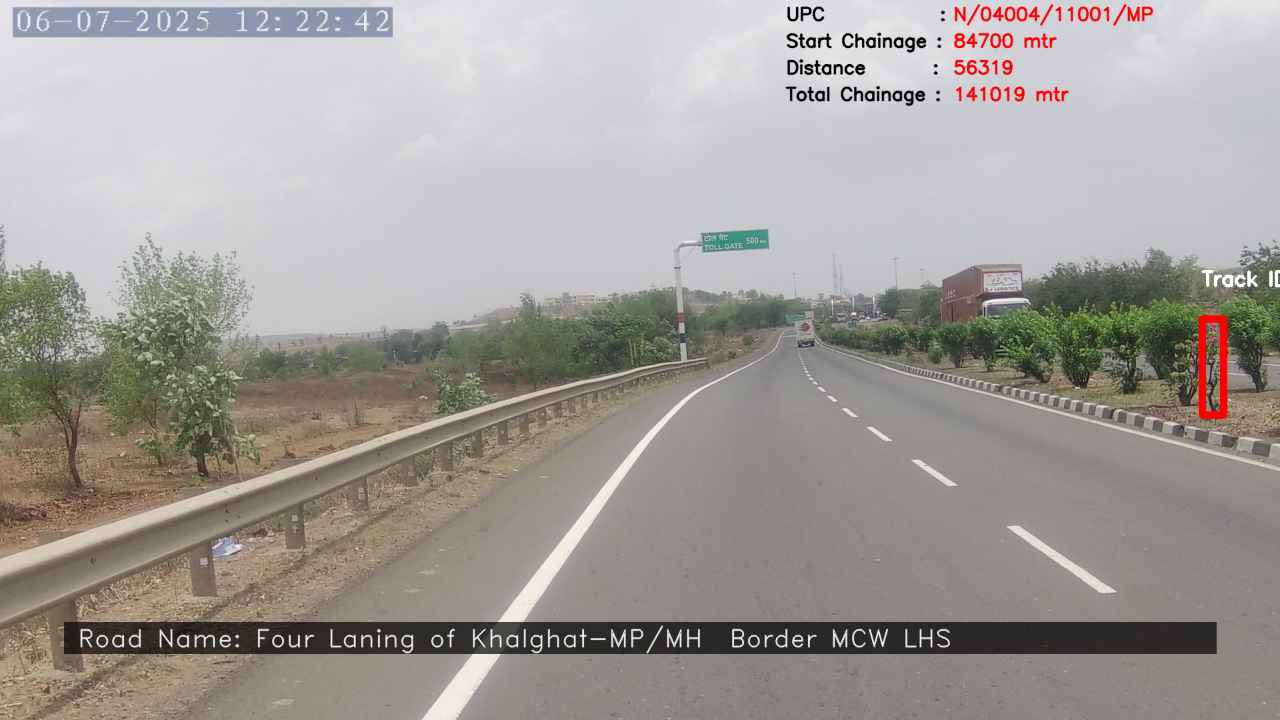 06-07-2025 12:22:42
UPC : N/04004/11001/MP
Start Chainage : 84700 mtr
Distance : 56319
Total Chainage : 141019 mtr
टोल गेट 500 m
TOLL GATE
Track ID
Road Name: Four Laning of Khalghat-MP/MH Border MCW LHS